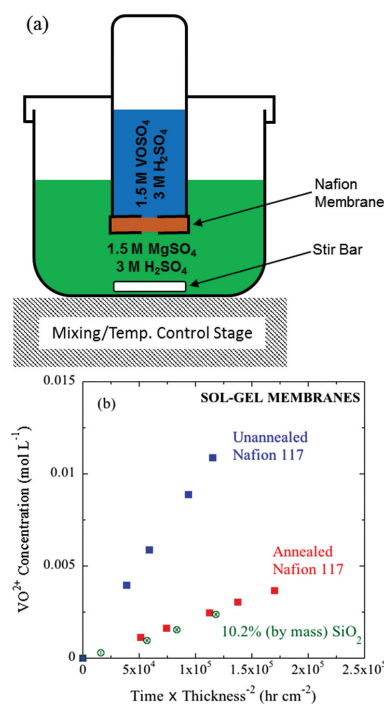 (a)
1.5 M VOSO₄
3 M H₂SO₄
Nafion
Membrane
1.5 M MgSO₄
3 M H₂SO₄
Stir Bar
Mixing/Temp. Control Stage
0.015
(b)
SOL-GEL MEMBRANES
Unannealed
Nafion 117
0.01
VO²⁺ Concentration (mol L⁻¹)
0.005
Annealed
Nafion 117
10.2% (by mass) SiO₂
0
0 5x10⁴ 1x10⁵ 1.5x10⁵ 2x10⁵ 2.5x10⁵
Time x Thickness⁻² (hr cm⁻²)